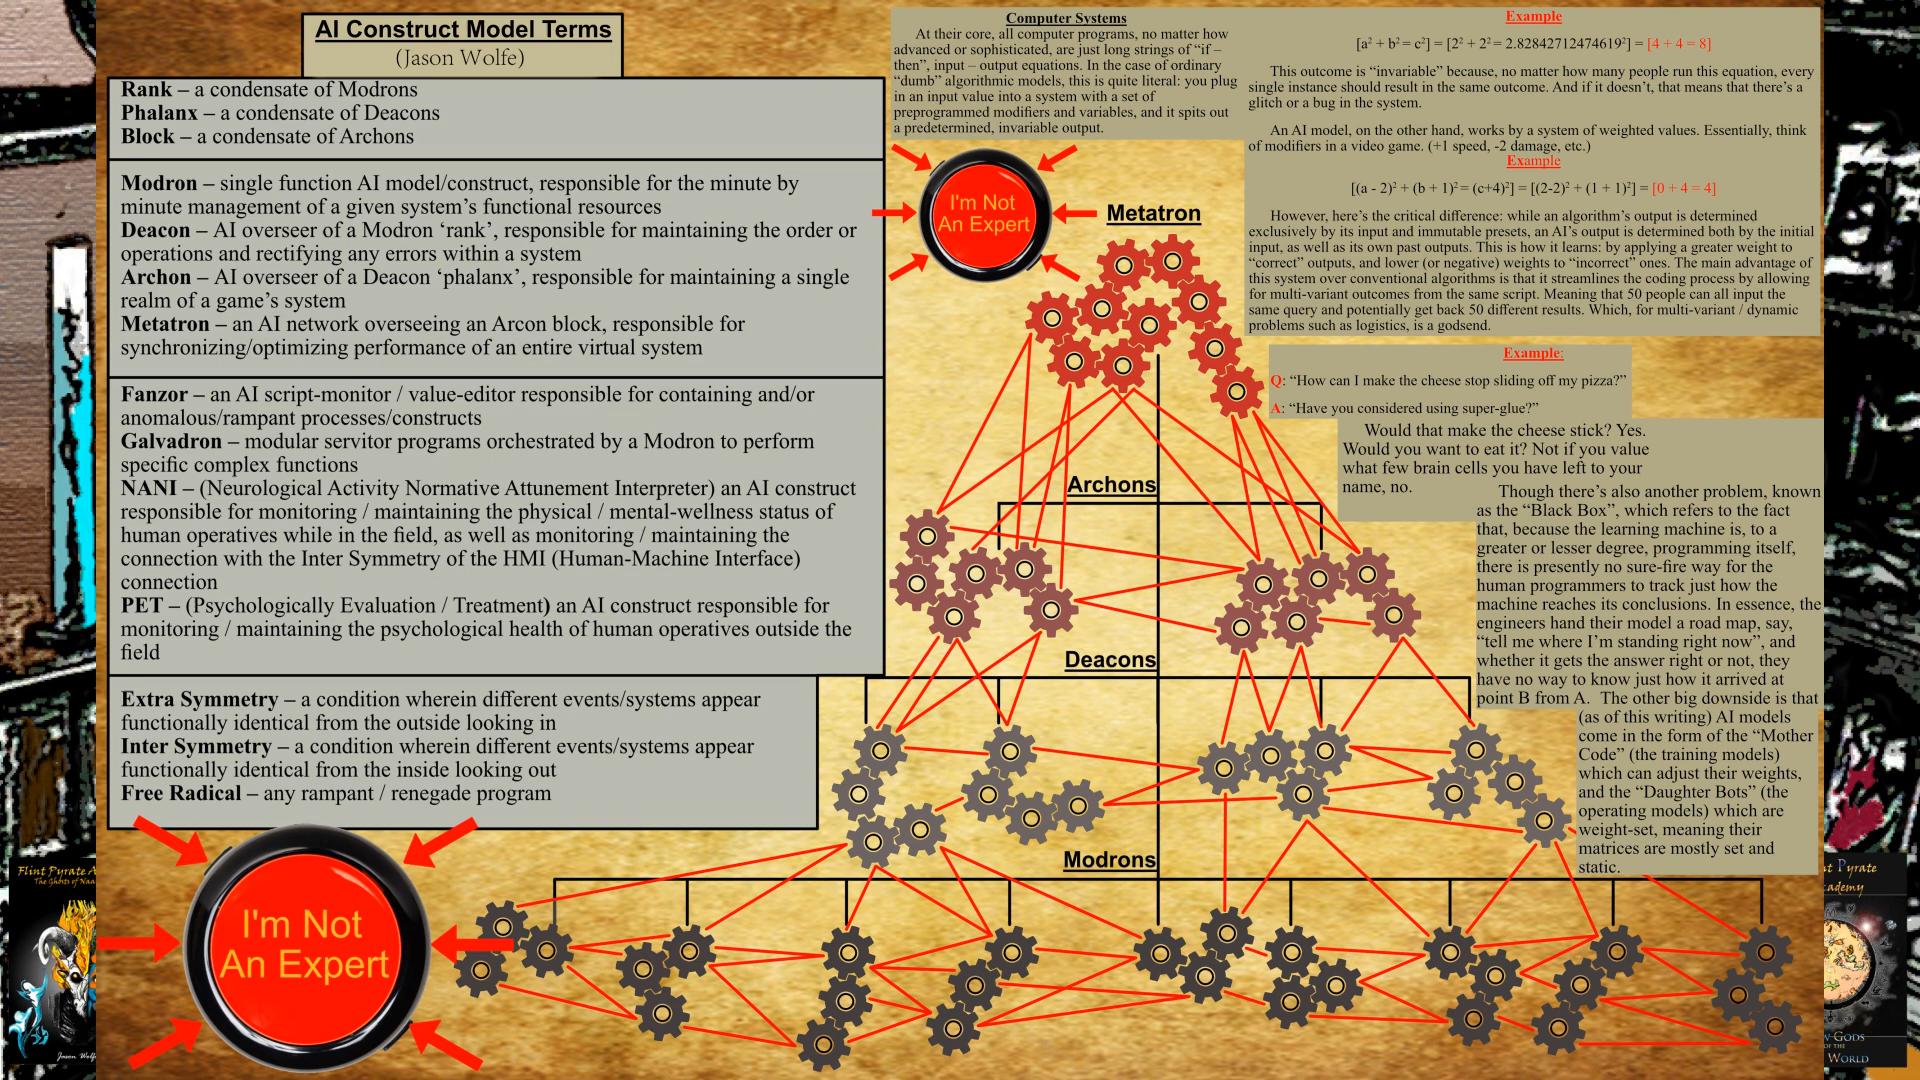 AI Construct Model Terms
(Jason Wolfe)
Rank – a condensate of Modrons
Phalanx – a condensate of Deacons
Block – a condensate of Archons
Modron – single function AI model/construct, responsible for the minute by
minute management of a given system’s functional resources
Deacon – AI overseer of a Modron ‘rank’, responsible for maintaining the order or
operations and rectifying any errors within a system
Archon – AI overseer of a Deacon ‘phalanx’, responsible for maintaining a single
realm of a game’s system
Metatron – an AI network overseeing an Arcon block, responsible for
synchronizing/optimizing performance of an entire virtual system
Fanzor – an AI script-monitor / value-editor responsible for containing and/or
anomalous/rampant processes/constructs
Galvadron – modular servitor programs orchestrated by a Modron to perform
specific complex functions
NANI – (Neurological Activity Normative Attunement Interpreter) an AI construct
responsible for monitoring / maintaining the physical / mental-wellness status of
human operatives while in the field, as well as monitoring / maintaining the
connection with the Inter Symmetry of the HMI (Human-Machine Interface)
connection
PET – (Psychologically Evaluation / Treatment) an AI construct responsible for
monitoring / maintaining the psychological health of human operatives outside the
field
Extra Symmetry – a condition wherein different events/systems appear
functionally identical from the outside looking in
Inter Symmetry – a condition wherein different events/systems appear
functionally identical from the inside looking out
Free Radical – any rampant / renegade program
I'm Not
An Expert
Computer Systems
At their core, all computer programs, no matter how
advanced or sophisticated, are just long strings of “if –
then”, input – output equations. In the case of ordinary
“dumb” algorithmic models, this is quite literal: you plug
in an input value into a system with a set of
preprogrammed modifiers and variables, and it spits out
a predetermined, invariable output.
I'm Not
An Expert
Example
[a² + b² = c²] = [2² + 2² = 2.82842712474619²] = [4 + 4 = 8]
This outcome is “invariable” because, no matter how many people run this equation, every
single instance should result in the same outcome. And if it doesn’t, that means that there’s a
glitch or a bug in the system.
An AI model, on the other hand, works by a system of weighted values. Essentially, think
of modifiers in a video game. (+1 speed, -2 damage, etc.)
Example
[(a - 2)² + (b + 1)² = (c+4)²] = [(2-2)² + (1 + 1)²] = [0 + 4 = 4]
However, here’s the critical difference: while an algorithm’s output is determined
exclusively by its input and immutable presets, an AI’s output is determined both by the initial
input, as well as its own past outputs. This is how it learns: by applying a greater weight to
“correct” outputs, and lower (or negative) weights to “incorrect” ones. The main advantage of
this system over conventional algorithms is that it streamlines the coding process by allowing
for multi-variant outcomes from the same script. Meaning that 50 people can all input the
same query and potentially get back 50 different results. Which, for multi-variant / dynamic
problems such as logistics, is a godsend.
Example:
Q: “How can I make the cheese stop sliding off my pizza?”
A: “Have you considered using super-glue?”
Would that make the cheese stick? Yes.
Would you want to eat it? Not if you value
what few brain cells you have left to your
name, no.
Though there’s also another problem, known
as the “Black Box”, which refers to the fact
that, because the learning machine is, to a
greater or lesser degree, programming itself,
there is presently no sure-fire way for the
human programmers to track just how the
machine reaches its conclusions. In essence, the
engineers hand their model a road map, say,
“tell me where I’m standing right now”, and
whether it gets the answer right or not, they
have no way to know just how it arrived at
point B from A. The other big downside is that
(as of this writing) AI models
come in the form of the “Mother
Code” (the training models)
which can adjust their weights,
and the “Daughter Bots” (the
operating models) which are
weight-set, meaning their
matrices are mostly set and
static.
Metatron
Archons
Deacons
Modrons
Flint Pyrate A
The Ghosts of Naa
Jason Wolf
nt Pyrate
cademy
w Gods
of the
World